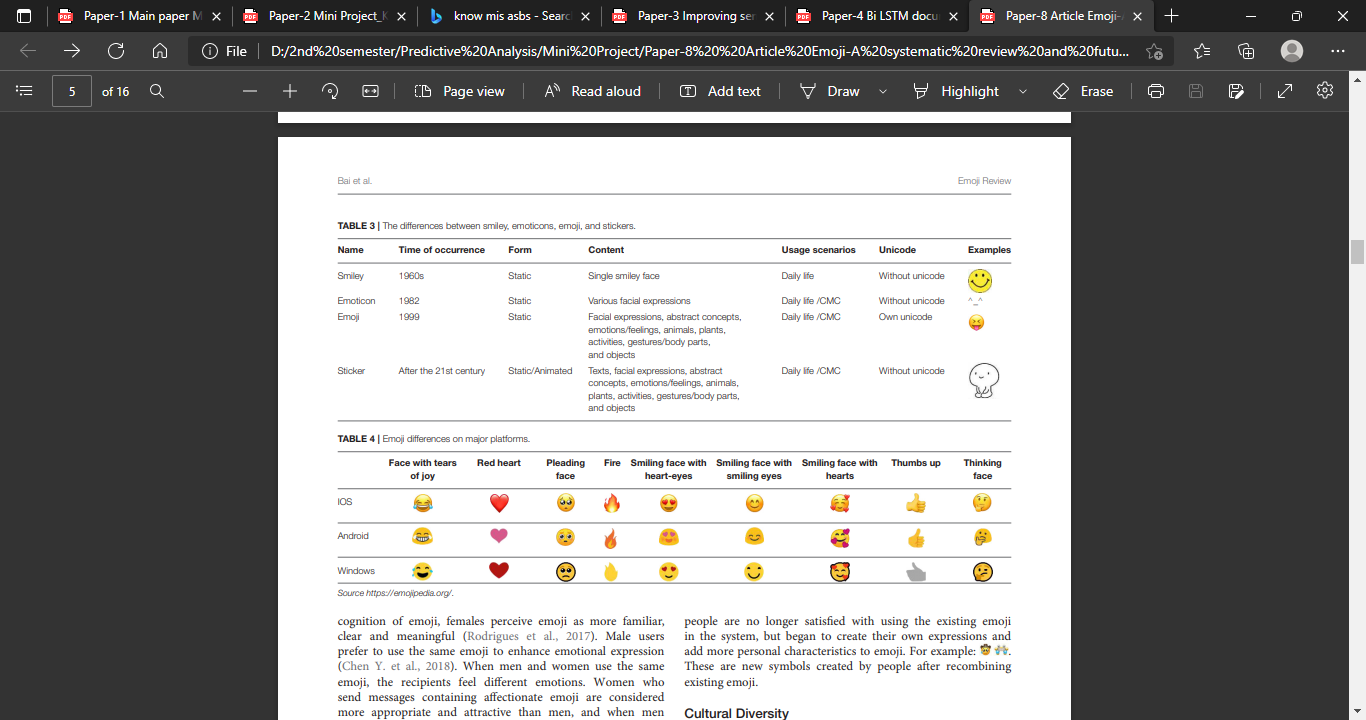 Paper-1 Main paper M
Paper-2 Mini Project_K
know mis asbs - Search
Paper-3 Improving ser
Paper-4 Bi LSTM docu
Paper-8 Article Emoji-
File
D:/2nd%20semester/Predictive%20Analysis/Mini%20Project/Paper-8%20%20Article%20Emoji-A%20systematic%20review%20and%20futu...
5 of 16
Page view
Read aloud
Add text
Draw
Highlight
Erase
Bai et al.
Emoji Review
TABLE 3 | The differences between smiley, emoticons, emoji, and stickers.
Name Time of occurrence Form Content Usage scenarios Unicode Examples
Smiley 1960s Static Single smiley face Daily life Without unicode
Emoticon 1982 Static Various facial expressions Daily life /CMC Without unicode ^_^
Emoji 1999 Static Facial expressions, abstract concepts, Daily life /CMC Own unicode
emotions/feelings, animals, plants,
activities, gestures/body parts,
and objects
Sticker After the 21st century Static/Animated Texts, facial expressions, abstract Daily life /CMC Without unicode
concepts, emotions/feelings, animals,
plants, activities, gestures/body parts,
and objects
TABLE 4 | Emoji differences on major platforms.
Face with tears Red heart Pleading Fire Smiling face with Smiling face with Smiling face with Thumbs up Thinking
of joy face heart-eyes smiling eyes hearts face
IOS
Android
Windows
Source https://emojipedia.org/.
cognition of emoji, females perceive emoji as more familiar,
clear and meaningful (Rodrigues et al., 2017). Male users
prefer to use the same emoji to enhance emotional expression
(Chen Y. et al., 2018). When men and women use the same
emoji, the recipients feel different emotions. Women who
send messages containing affectionate emoji are considered
more appropriate and attractive than men, and when men
people are no longer satisfied with using the existing emoji
in the system, but began to create their own expressions and
add more personal characteristics to emoji. For example: 
These are new symbols created by people after recombining
existing emoji.
Cultural Diversity